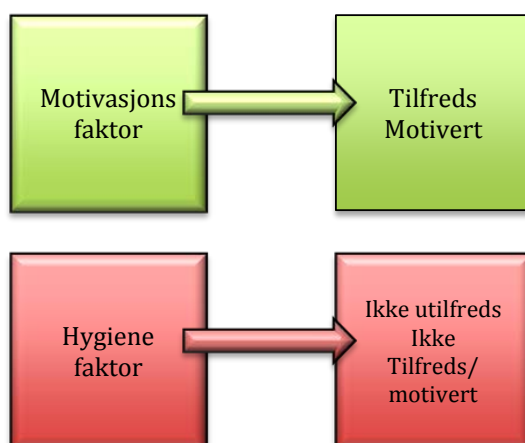 Motivasjons
faktor
Tilfreds
Motivert
Hygiene
faktor
Ikke utilfreds
Ikke
Tilfreds/
motivert